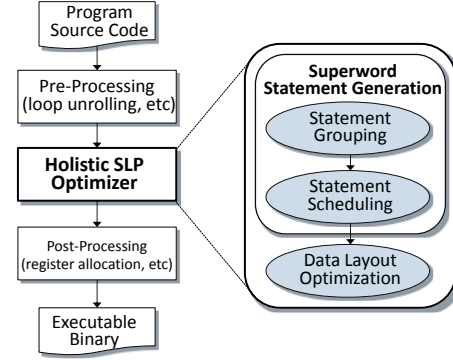 Program
Source Code
Pre-Processing
(loop unrolling, etc)
Holistic SLP
Optimizer
Post-Processing
(register allocation, etc)
Executable
Binary
Superword
Statement Generation
Statement
Grouping
Statement
Scheduling
Data Layout
Optimization